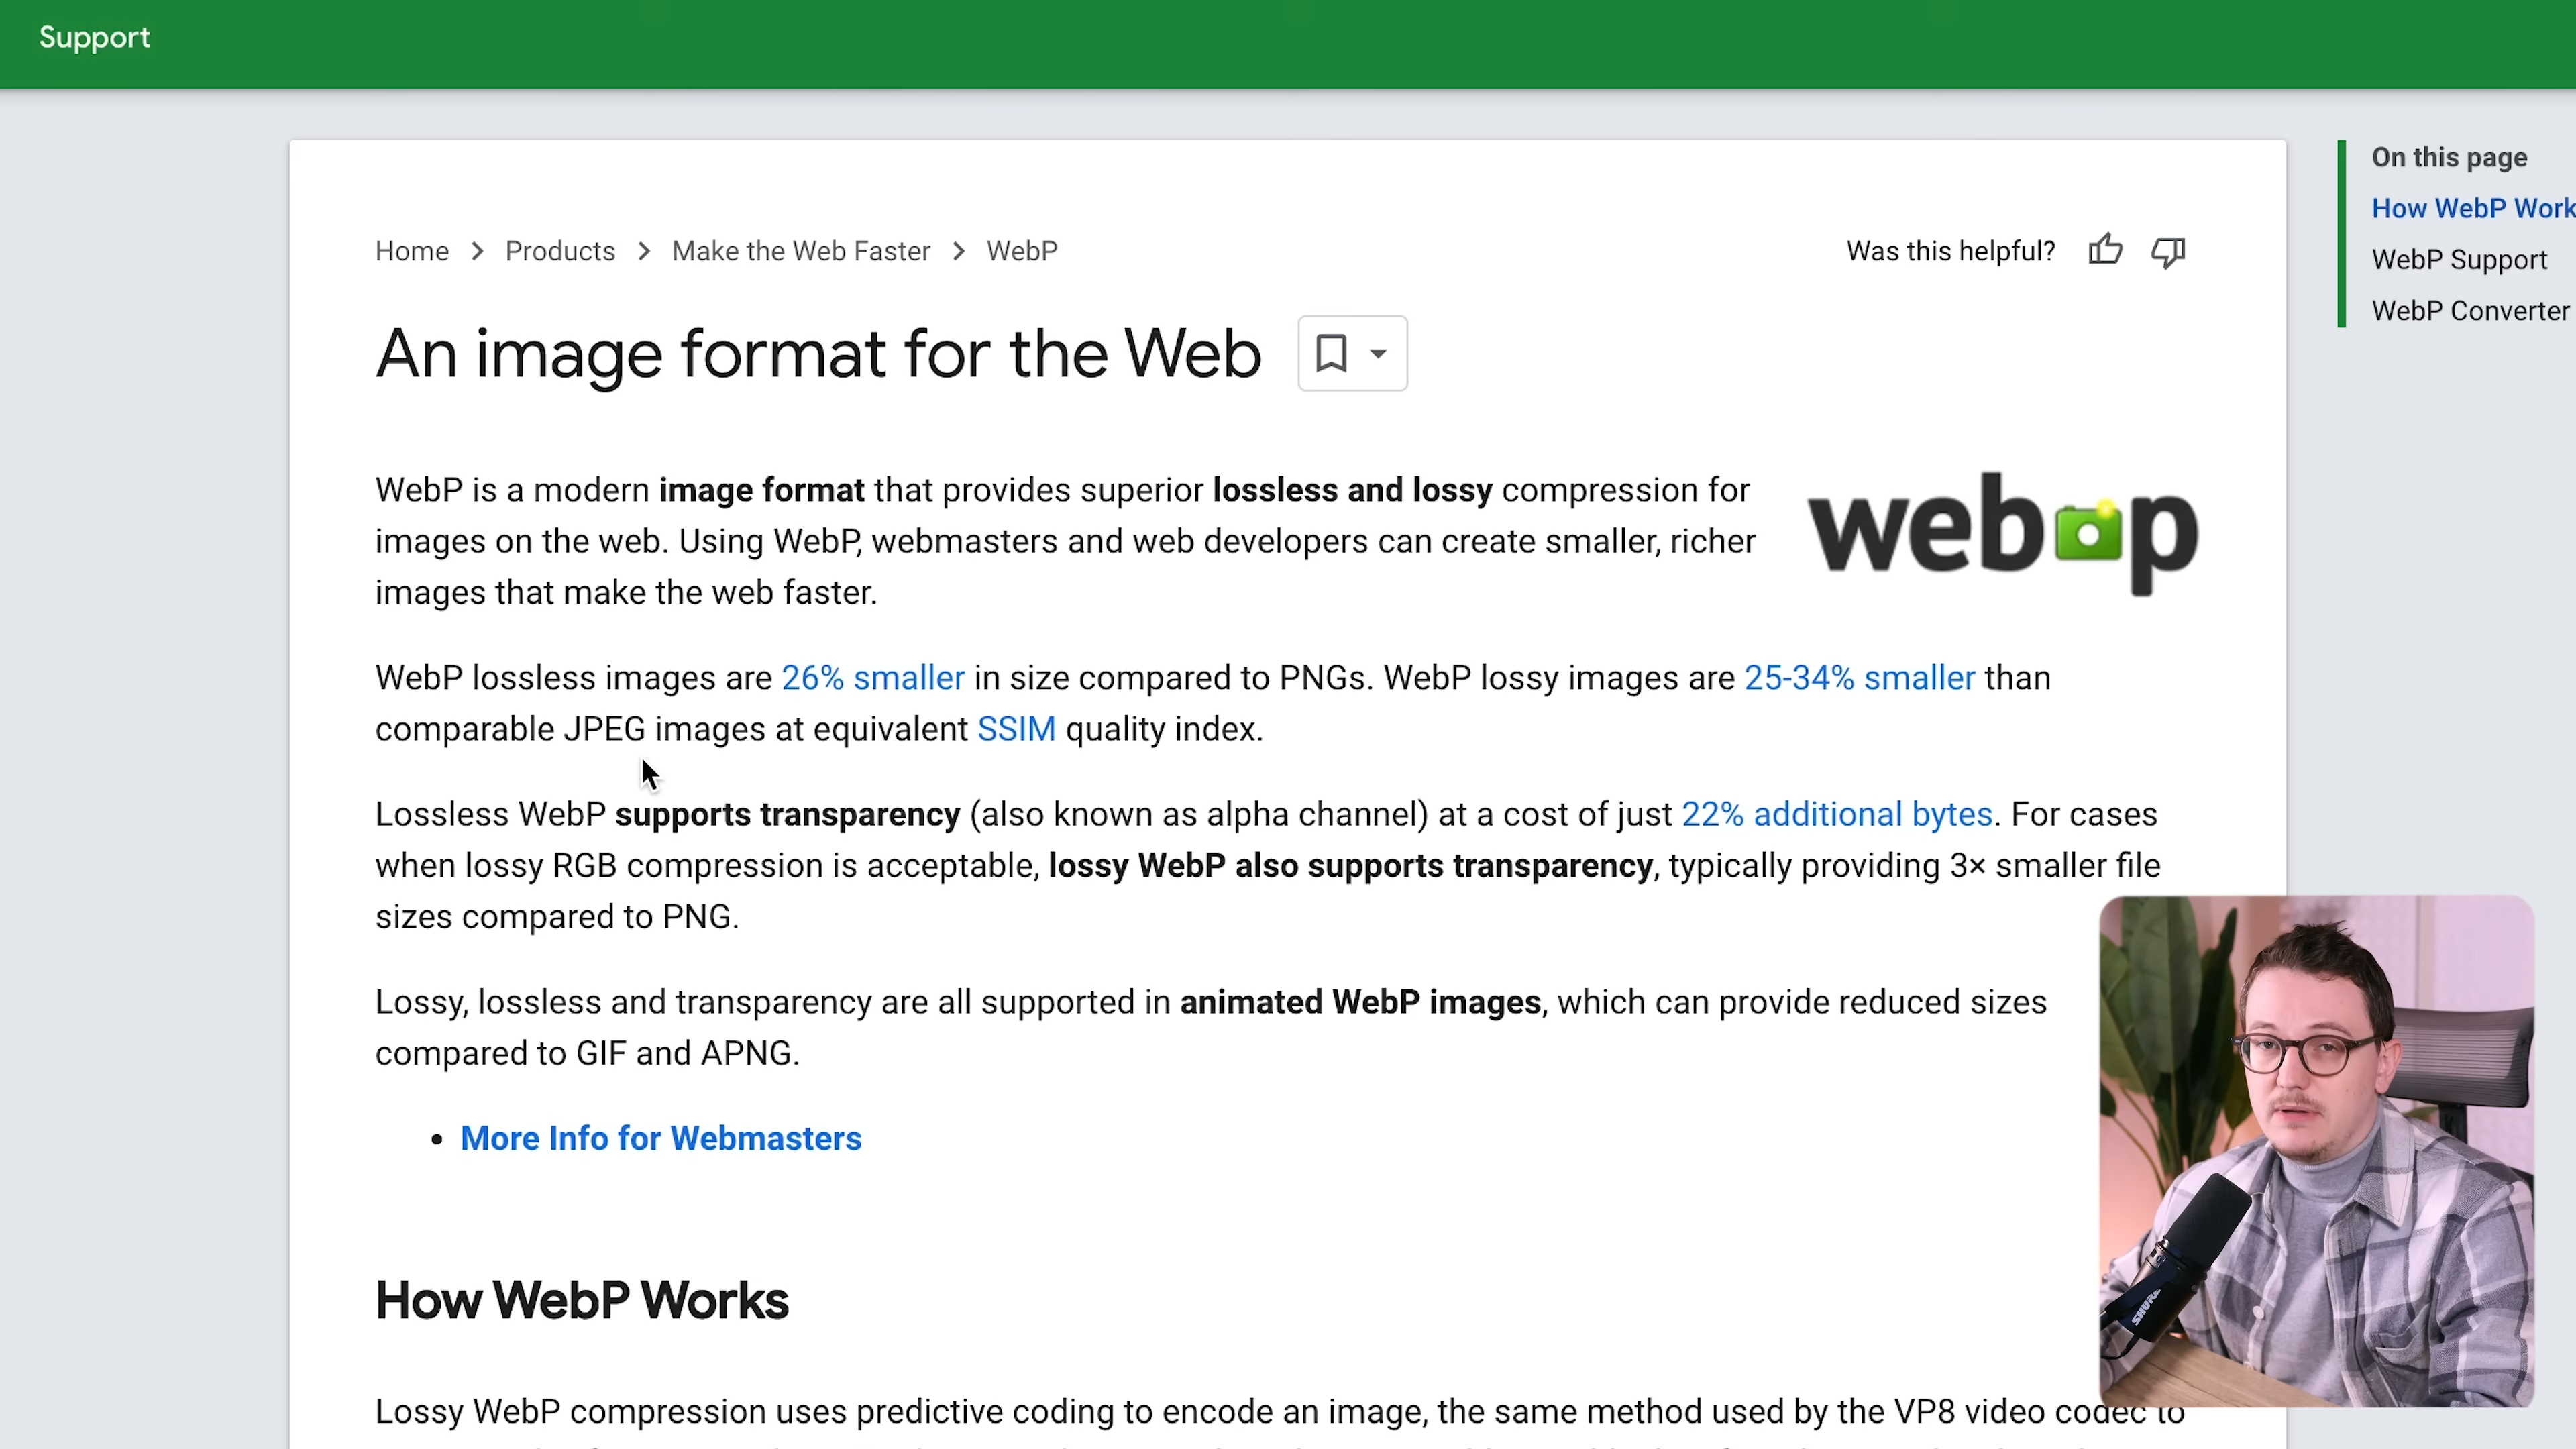 Support
On this page
How WebP Work
WebP Support
WebP Converter
Home > Products > Make the Web Faster > WebP
Was this helpful?
An image format for the Web
WebP is a modern image format that provides superior lossless and lossy compression for
images on the web. Using WebP, webmasters and web developers can create smaller, richer
images that make the web faster.
webp
WebP lossless images are 26% smaller in size compared to PNGs. WebP lossy images are 25-34% smaller than
comparable JPEG images at equivalent SSIM quality index.
Lossless WebP supports transparency (also known as alpha channel) at a cost of just 22% additional bytes. For cases
when lossy RGB compression is acceptable, lossy WebP also supports transparency, typically providing 3× smaller file
sizes compared to PNG.
Lossy, lossless and transparency are all supported in animated WebP images, which can provide reduced sizes
compared to GIF and APNG.
• More Info for Webmasters
How WebP Works
Lossy WebP compression uses predictive coding to encode an image, the same method used by the VP8 video codec to
SHURE